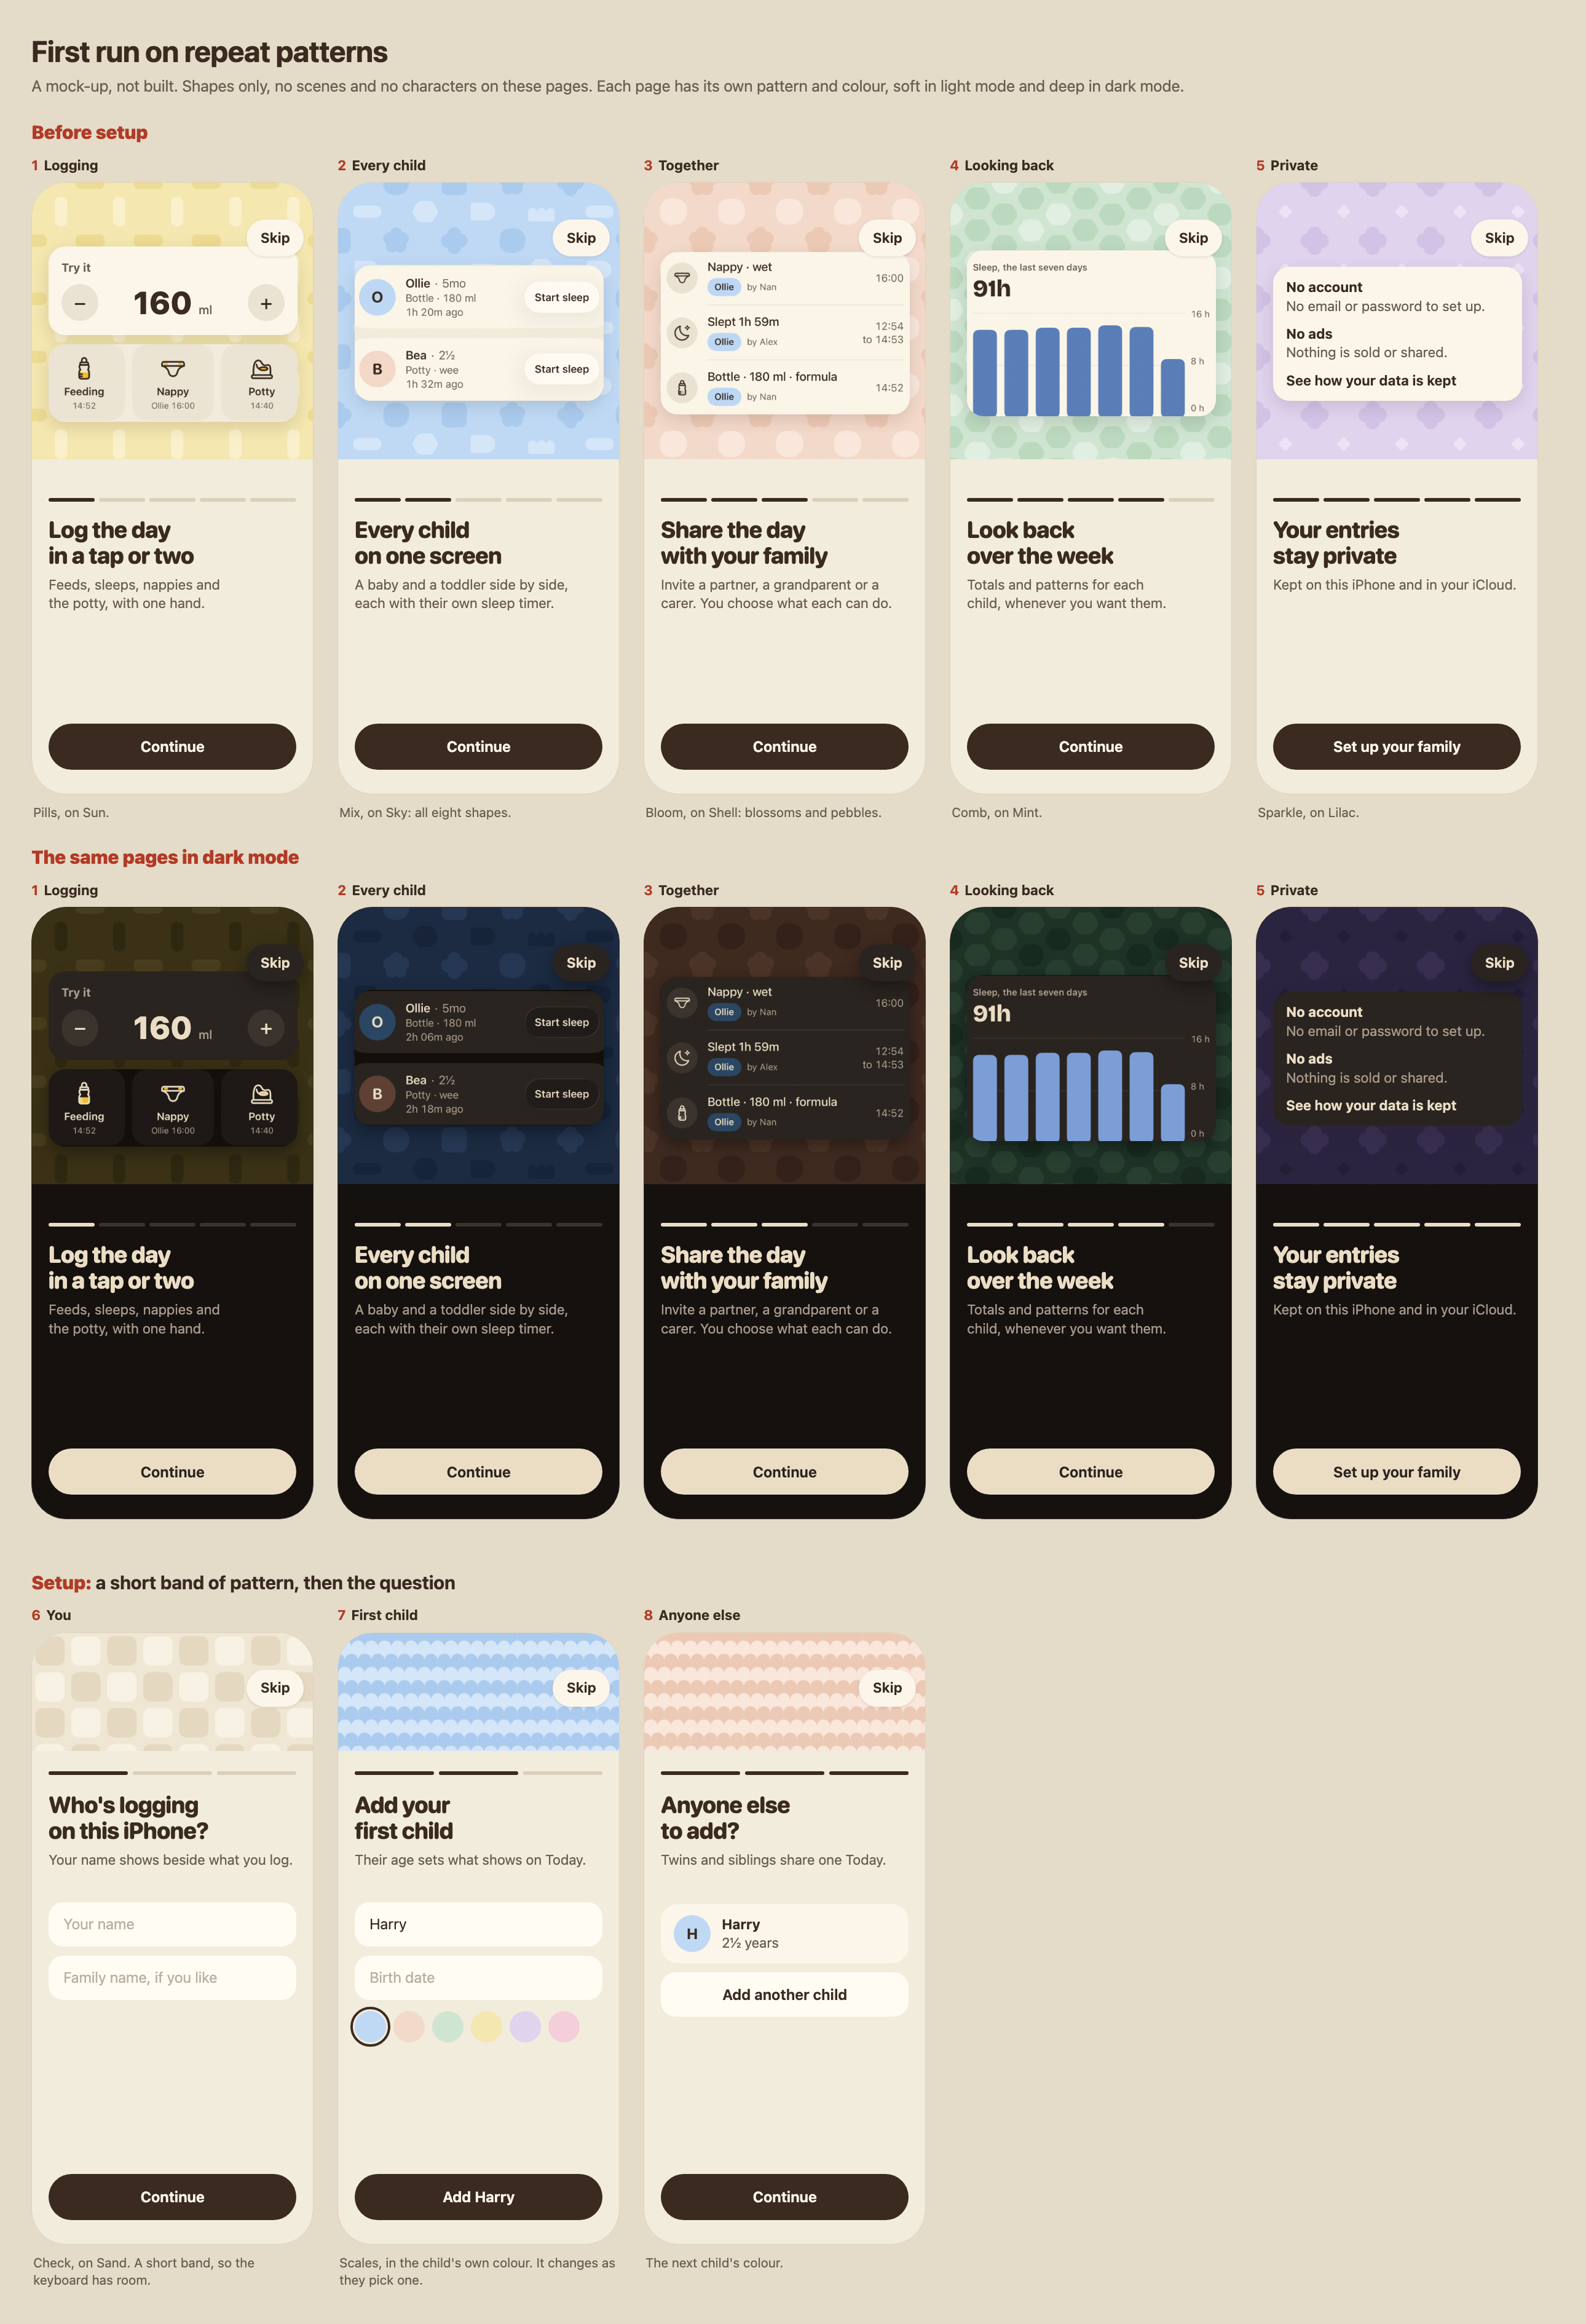 First run on repeat patterns
A mock-up, not built. Shapes only, no scenes and no characters on these pages. Each page has its own pattern and colour, soft in light mode and deep in dark mode.
Before setup
1 Logging
Skip
Try it
− 160 ml +
Feeding
14:52
Nappy
Ollie 16:00
Potty
14:40
Log the day
in a tap or two
Feeds, sleeps, nappies and
the potty, with one hand.
Continue
Pills, on Sun.
2 Every child
Skip
O
Ollie · 5mo
Bottle · 180 ml
1h 20m ago
Start sleep
B
Bea · 2½
Potty · wee
1h 32m ago
Start sleep
Every child
on one screen
A baby and a toddler side by side,
each with their own sleep timer.
Continue
Mix, on Sky: all eight shapes.
3 Together
Skip
Nappy · wet
Ollie by Nan
16:00
Slept 1h 59m
Ollie by Alex
12:54
to 14:53
Bottle · 180 ml · formula
Ollie by Nan
14:52
Share the day
with your family
Invite a partner, a grandparent or a
carer. You choose what each can do.
Continue
Bloom, on Shell: blossoms and pebbles.
4 Looking back
Skip
Sleep, the last seven days
91h
16 h
8 h
0 h
Look back
over the week
Totals and patterns for each
child, whenever you want them.
Continue
Comb, on Mint.
5 Private
Skip
No account
No email or password to set up.
No ads
Nothing is sold or shared.
See how your data is kept
Your entries
stay private
Kept on this iPhone and in your iCloud.
Set up your family
Sparkle, on Lilac.
The same pages in dark mode
1 Logging
Skip
Try it
− 160 ml +
Feeding
14:52
Nappy
Ollie 16:00
Potty
14:40
Log the day
in a tap or two
Feeds, sleeps, nappies and
the potty, with one hand.
Continue
2 Every child
Skip
O
Ollie · 5mo
Bottle · 180 ml
2h 06m ago
Start sleep
B
Bea · 2½
Potty · wee
2h 18m ago
Start sleep
Every child
on one screen
A baby and a toddler side by side,
each with their own sleep timer.
Continue
3 Together
Skip
Nappy · wet
Ollie by Nan
16:00
Slept 1h 59m
Ollie by Alex
12:54
to 14:53
Bottle · 180 ml · formula
Ollie by Nan
14:52
Share the day
with your family
Invite a partner, a grandparent or a
carer. You choose what each can do.
Continue
4 Looking back
Skip
Sleep, the last seven days
91h
16 h
8 h
0 h
Look back
over the week
Totals and patterns for each
child, whenever you want them.
Continue
5 Private
Skip
No account
No email or password to set up.
No ads
Nothing is sold or shared.
See how your data is kept
Your entries
stay private
Kept on this iPhone and in your iCloud.
Set up your family
Setup: a short band of pattern, then the question
6 You
Skip
Who's logging
on this iPhone?
Your name shows beside what you log.
Your name
Family name, if you like
Continue
Check, on Sand. A short band, so the
keyboard has room.
7 First child
Skip
Add your
first child
Their age sets what shows on Today.
Harry
Birth date
Add Harry
Scales, in the child's own colour. It changes as
they pick one.
8 Anyone else
Skip
Anyone else
to add?
Twins and siblings share one Today.
H
Harry
2½ years
Add another child
Continue
The next child's colour.